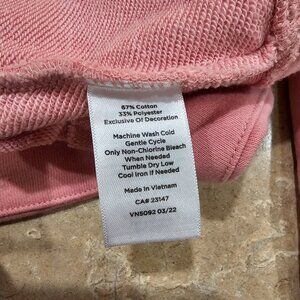 67% Cotton
33% Polyester
Exclusive Of Decoration
Machine Wash Cold
Gentle Cycle
Only Non-Chlorine Bleach
When Needed
Tumble Dry Low
Cool Iron if Needed
Made in Vietnam
CA# 23147
VN5092 03/22